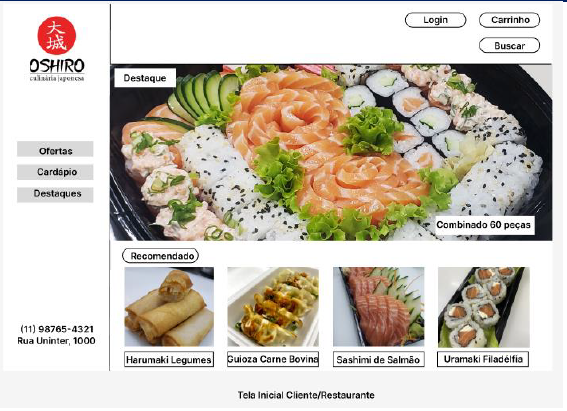 Login
Carrinho
Buscar
大
城
OSHIRO
culinária japonesa
Destaque
Ofertas
Cardápio
Destaques
Combinado 60 peças
Recomendado
Harumaki Legumes
Guioza Carne Bovina
Sashimi de Salmão
Uramaki Filadélfia
(11) 98765-4321
Rua Uninter, 1000
Tela Inicial Cliente/Restaurante